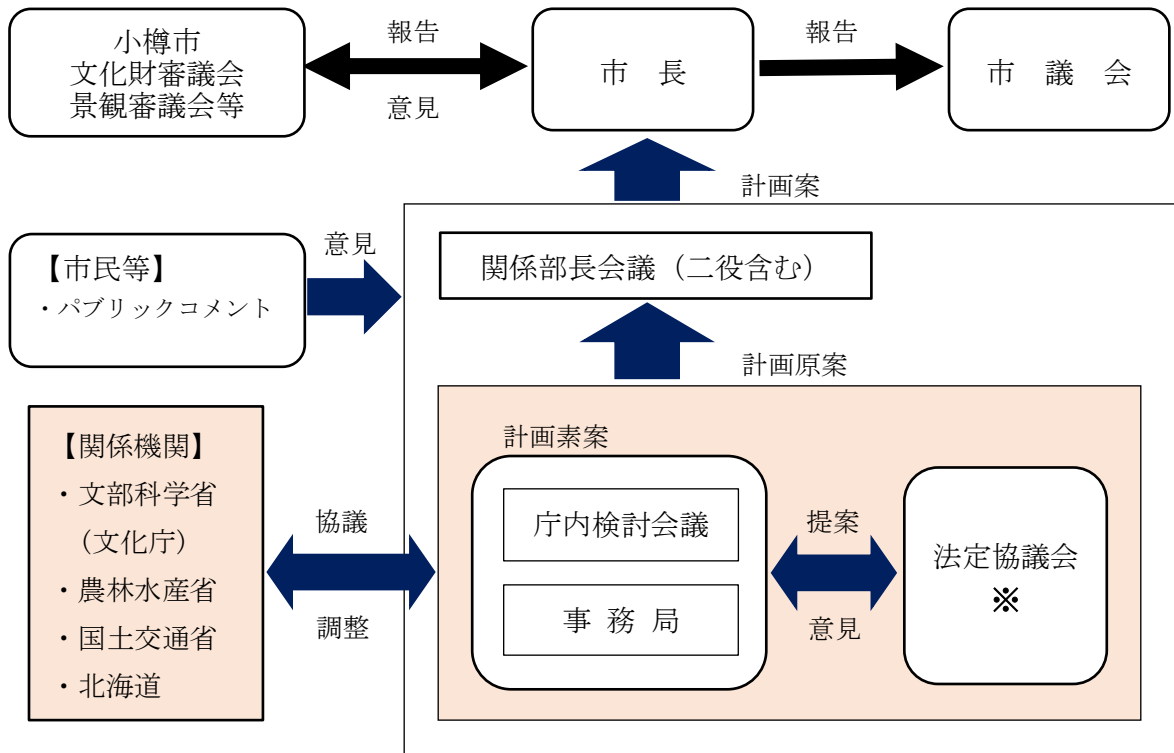 小樽市
文化財審議会
景観審議会等
報告
意見
市　長
報告
市　議　会
計画案
【市民等】
・パブリックコメント
意見
関係部長会議（二役含む）
計画原案
【関係機関】
・文部科学省
（文化庁）
・農林水産省
・国土交通省
・北海道
協議
調整
計画素案
庁内検討会議
事　務　局
提案
意見
法定協議会
※